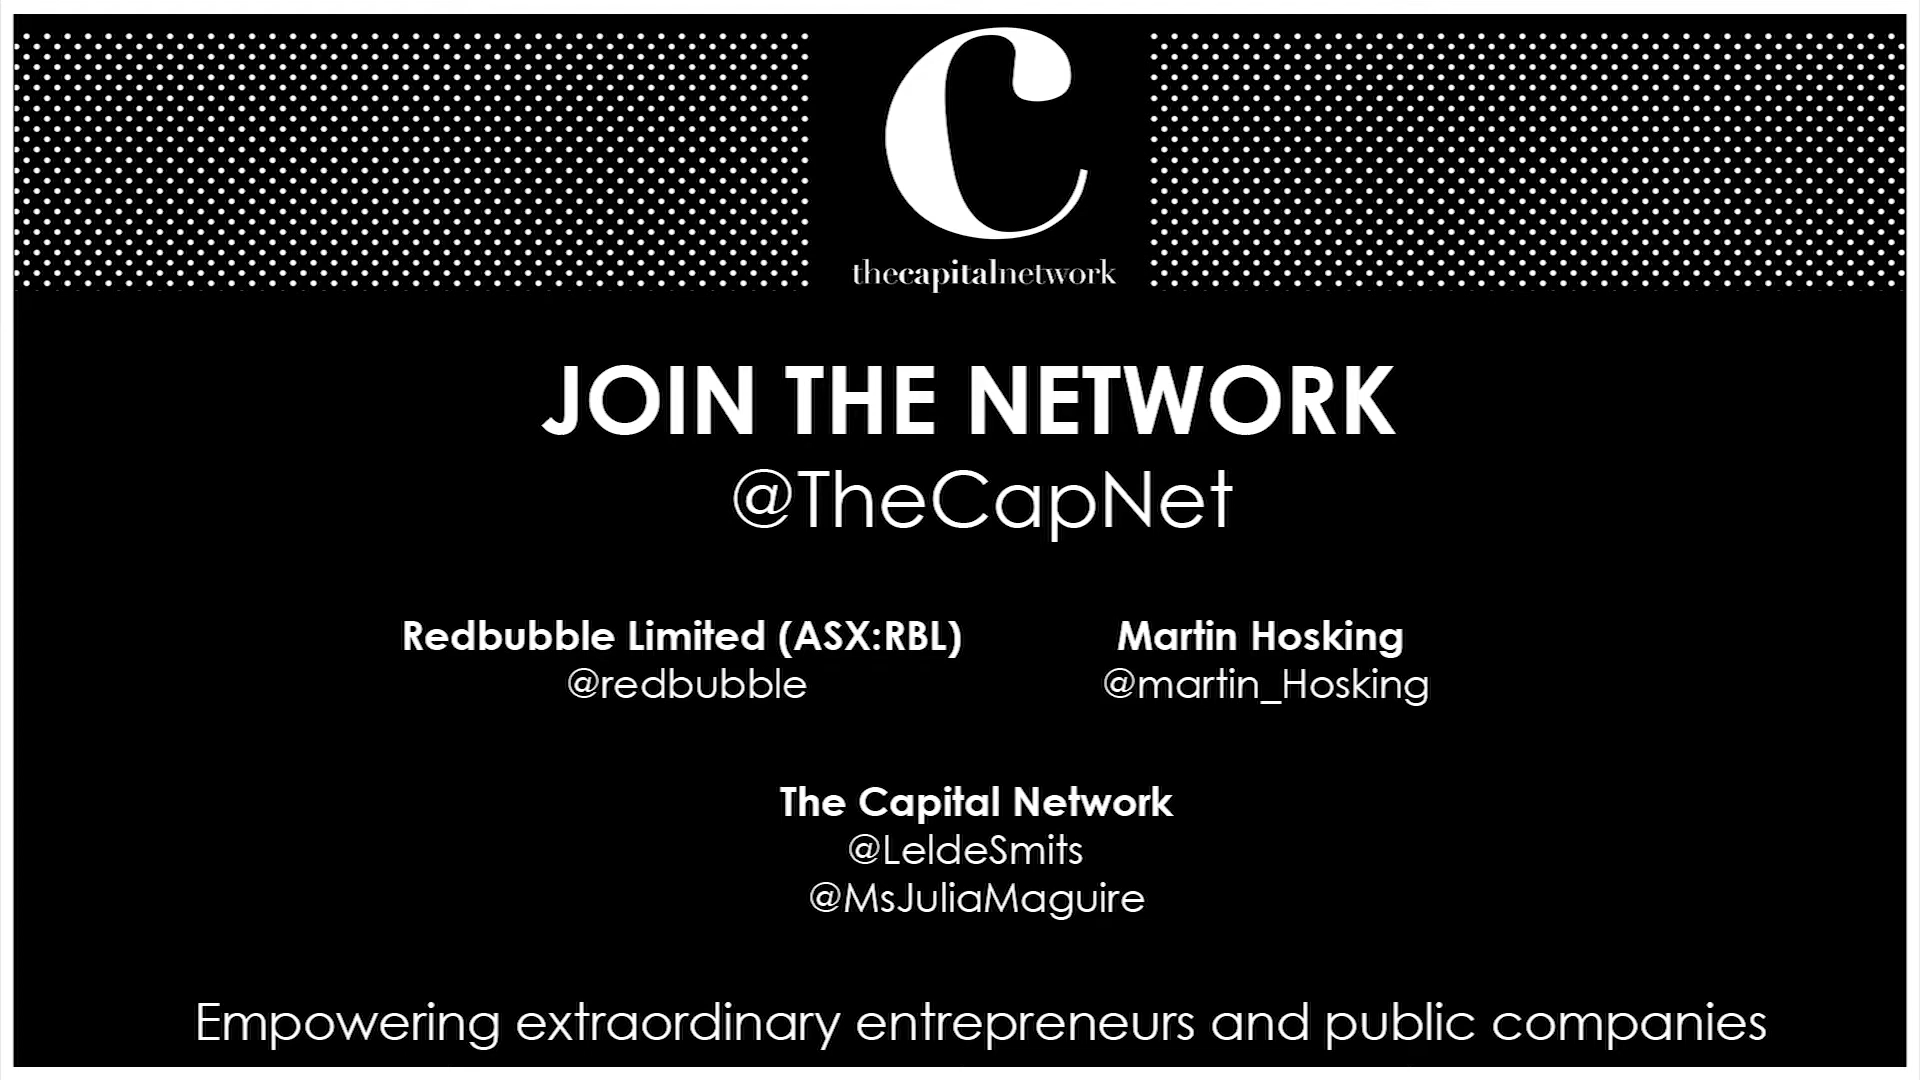 C
thecapitalnetwork
JOIN THE NETWORK
@TheCapNet
Redbubble Limited (ASX:RBL)
@redbubble
Martin Hosking
@martin_Hosking
The Capital Network
@LeldeSmits
@MsJuliaMaguire
Empowering extraordinary entrepreneurs and public companies